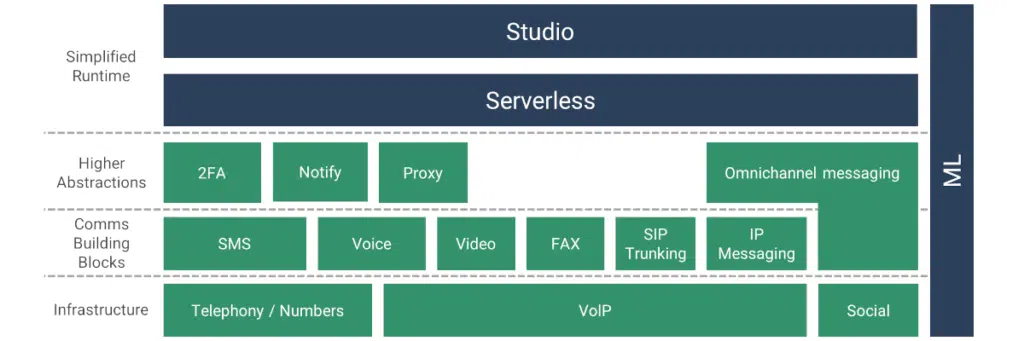 Simplified
Runtime
Studio
Serverless
ML
Higher
Abstractions
2FA
Notify
Proxy
Omnichannel messaging
Comms
Building
Blocks
SMS
Voice
Video
FAX
SIP
Trunking
IP
Messaging
Infrastructure
Telephony / Numbers
VoIP
Social